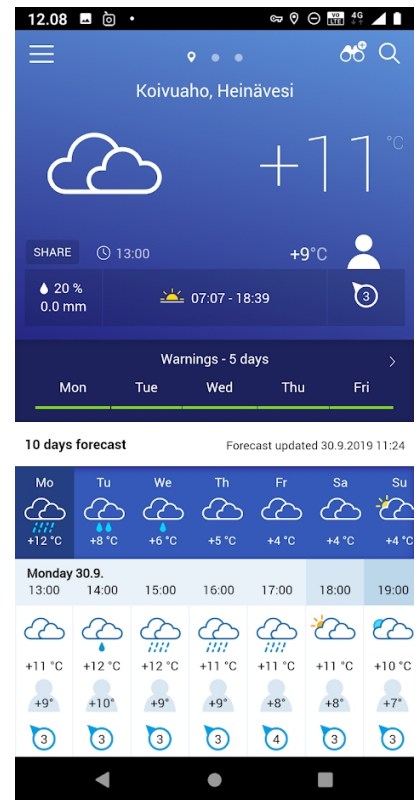 12.08
VO LTE 4G
Koivuaho, Heinävesi
+11 °C
SHARE 13:00 +9°C
20 %
0.0 mm
07:07 - 18:39
3
Warnings - 5 days
Mon Tue Wed Thu Fri
10 days forecast Forecast updated 30.9.2019 11:24
Mo Tu We Th Fr Sa Su
+12 °C +8 °C +6 °C +5 °C +4 °C +4 °C +4 °C
Monday 30.9.
13:00 14:00 15:00 16:00 17:00 18:00 19:00
+11 °C +12 °C +12 °C +11 °C +11 °C +11 °C +10 °C
+9° +10° +9° +9° +8° +8° +7°
3 3 3 3 4 3 3